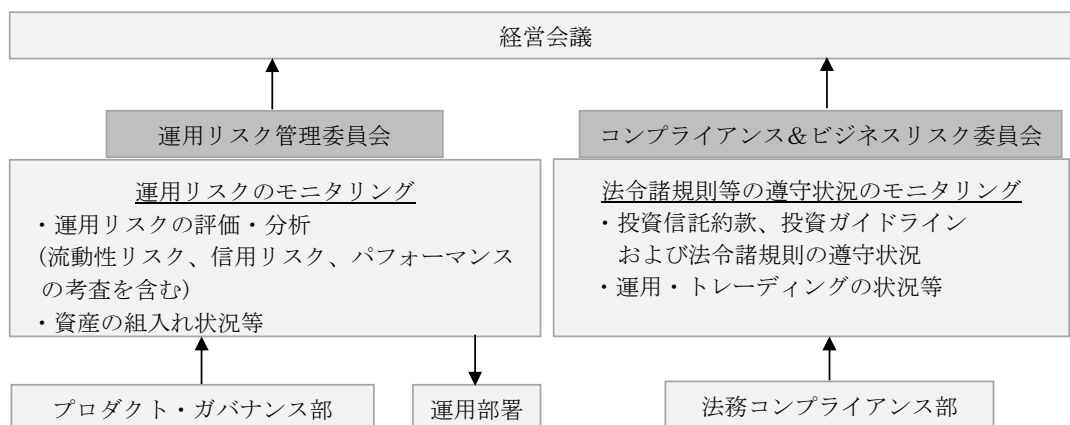 経営会議
運用リスク管理委員会
運用リスクのモニタリング
・運用リスクの評価・分析
(流動性リスク、信用リスク、パフォーマンス
の考査を含む)
・資産の組入れ状況等
コンプライアンス＆ビジネスリスク委員会
法令諸規則等の遵守状況のモニタリング
・投資信託約款、投資ガイドライン
および法令諸規則の遵守状況
・運用・トレーディングの状況等
プロダクト・ガバナンス部
運用部署
法務コンプライアンス部